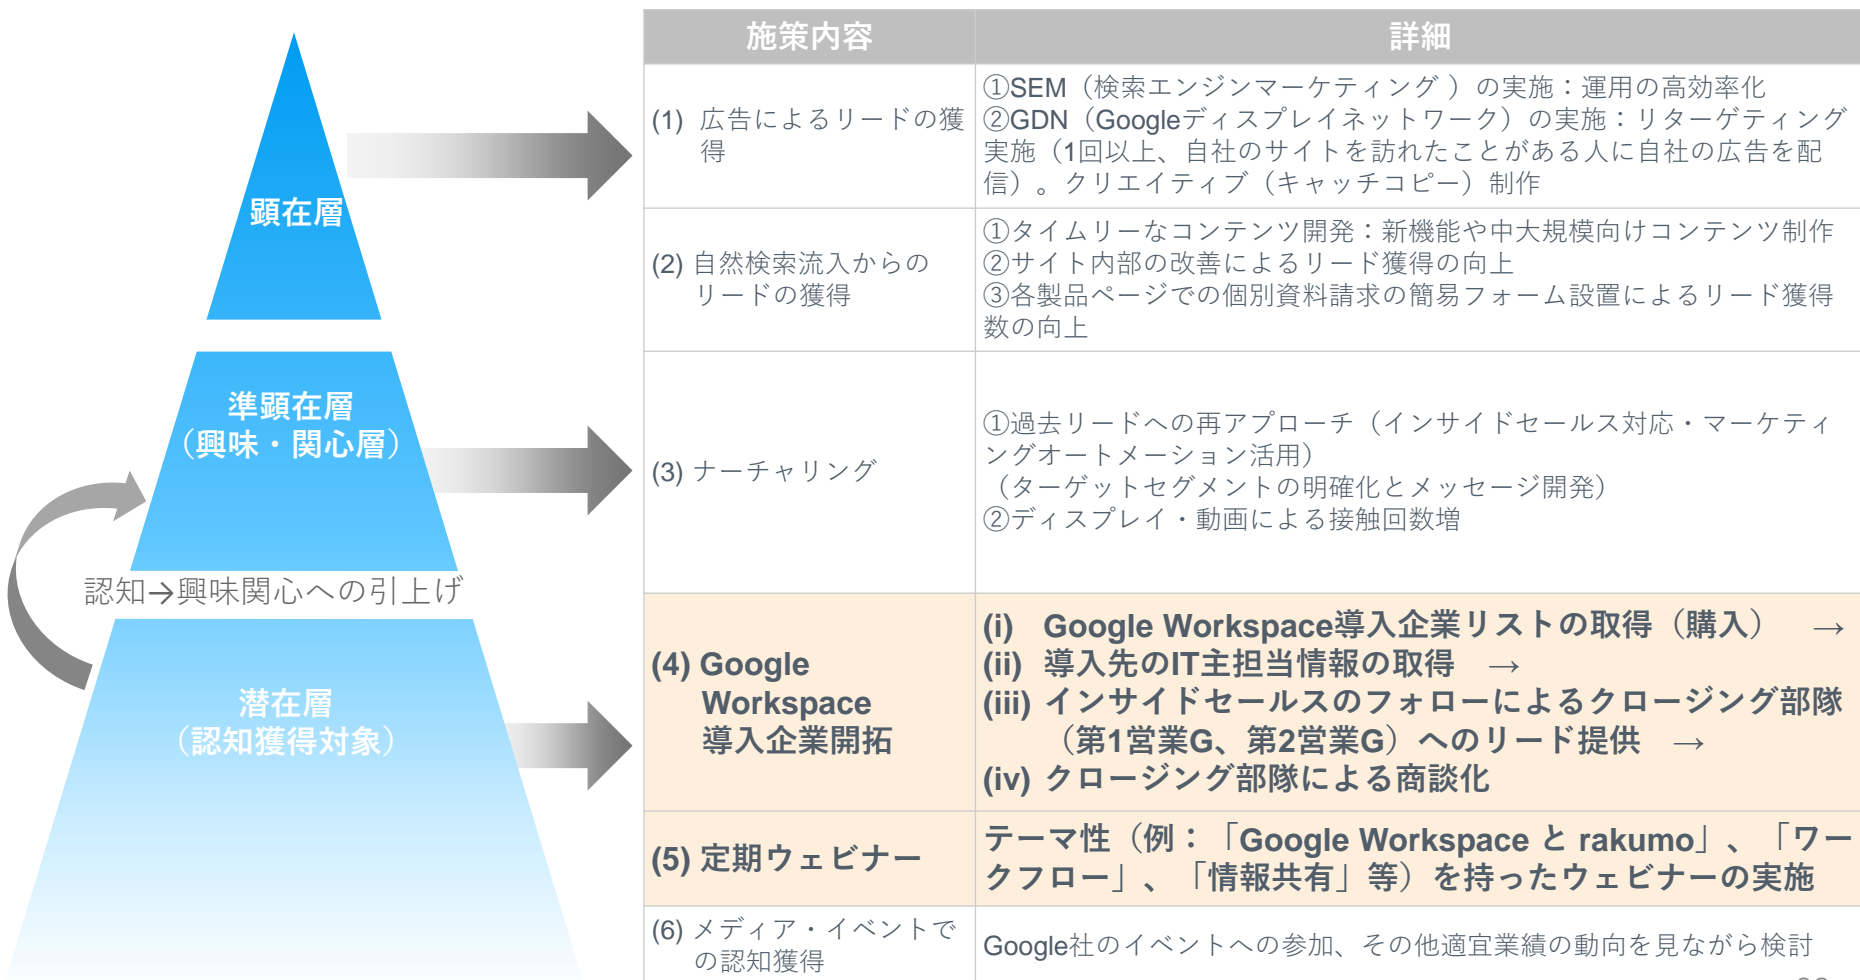 顕在層
準顕在層
（興味・関心層）
認知→興味関心への引上げ
潜在層
（認知獲得対象）
施策内容
詳細
(1) 広告によるリードの獲
得
①SEM（検索エンジンマーケティング ）の実施：運用の高効率化
②GDN（Googleディスプレイネットワーク）の実施：リターゲティング
実施（1回以上、自社のサイトを訪れたことがある人に自社の広告を配
信）。クリエイティブ（キャッチコピー）制作
(2) 自然検索流入からの
リードの獲得
①タイムリーなコンテンツ開発：新機能や中大規模向けコンテンツ制作
②サイト内部の改善によるリード獲得の向上
③各製品ページでの個別資料請求の簡易フォーム設置によるリード獲得
数の向上
(3) ナーチャリング
①過去リードへの再アプローチ（インサイドセールス対応・マーケティ
ングオートメーション活用）
（ターゲットセグメントの明確化とメッセージ開発）
②ディスプレイ・動画による接触回数増
(4) Google
Workspace
導入企業開拓
(i) Google Workspace導入企業リストの取得（購入） →
(ii) 導入先のIT主担当情報の取得 →
(iii) インサイドセールスのフォローによるクロージング部隊
（第1営業G、第2営業G）へのリード提供 →
(iv) クロージング部隊による商談化
(5) 定期ウェビナー
テーマ性（例：「Google Workspace と rakumo」、「ワー
クフロー」、「情報共有」等）を持ったウェビナーの実施
(6) メディア・イベントで
の認知獲得
Google社のイベントへの参加、その他適宜業績の動向を見ながら検討